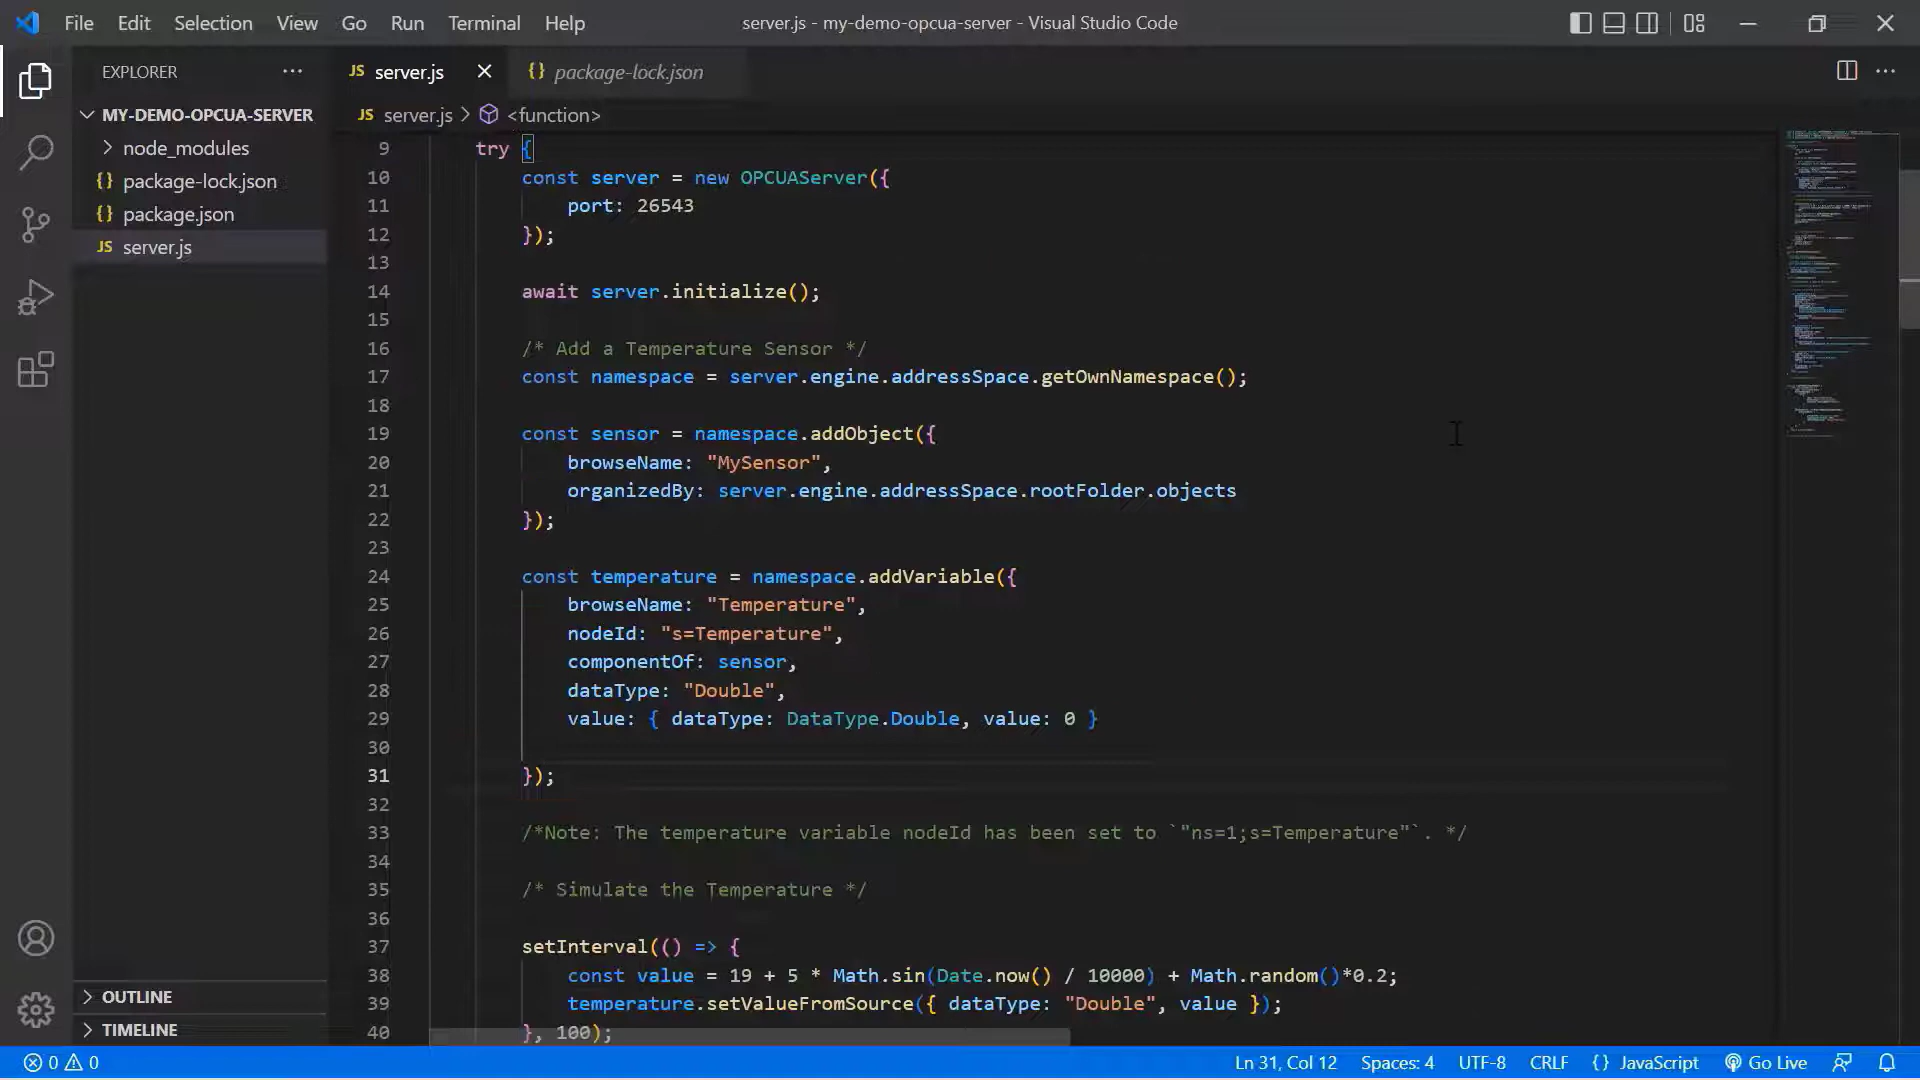 File Edit Selection View Go Run Terminal Help server.js - my-demo-opcua-server - Visual Studio Code
EXPLORER ···
MY-DEMO-OPCUA-SERVER
node_modules
{} package-lock.json
{} package.json
JS server.js
OUTLINE
TIMELINE
JS server.js {} package-lock.json
JS server.js > <function>
9 try {
10 const server = new OPCUAServer({
11 port: 26543
12 });
13
14 await server.initialize();
15
16 /* Add a Temperature Sensor */
17 const namespace = server.engine.addressSpace.getOwnNamespace();
18
19 const sensor = namespace.addObject({
20 browseName: "MySensor",
21 organizedBy: server.engine.addressSpace.rootFolder.objects
22 });
23
24 const temperature = namespace.addVariable({
25 browseName: "Temperature",
26 nodeId: "s=Temperature",
27 componentOf: sensor,
28 dataType: "Double",
29 value: { dataType: DataType.Double, value: 0 }
30
31 });
32
33 /*Note: The temperature variable nodeId has been set to `"ns=1;s=Temperature"`. */
34
35 /* Simulate the Temperature */
36
37 setInterval(() => {
38 const value = 19 + 5 * Math.sin(Date.now() / 10000) + Math.random()*0.2;
39 temperature.setValueFromSource({ dataType: "Double", value });
40 }, 100);
0 0 Ln 31, Col 12 Spaces: 4 UTF-8 CRLF {} JavaScript Go Live